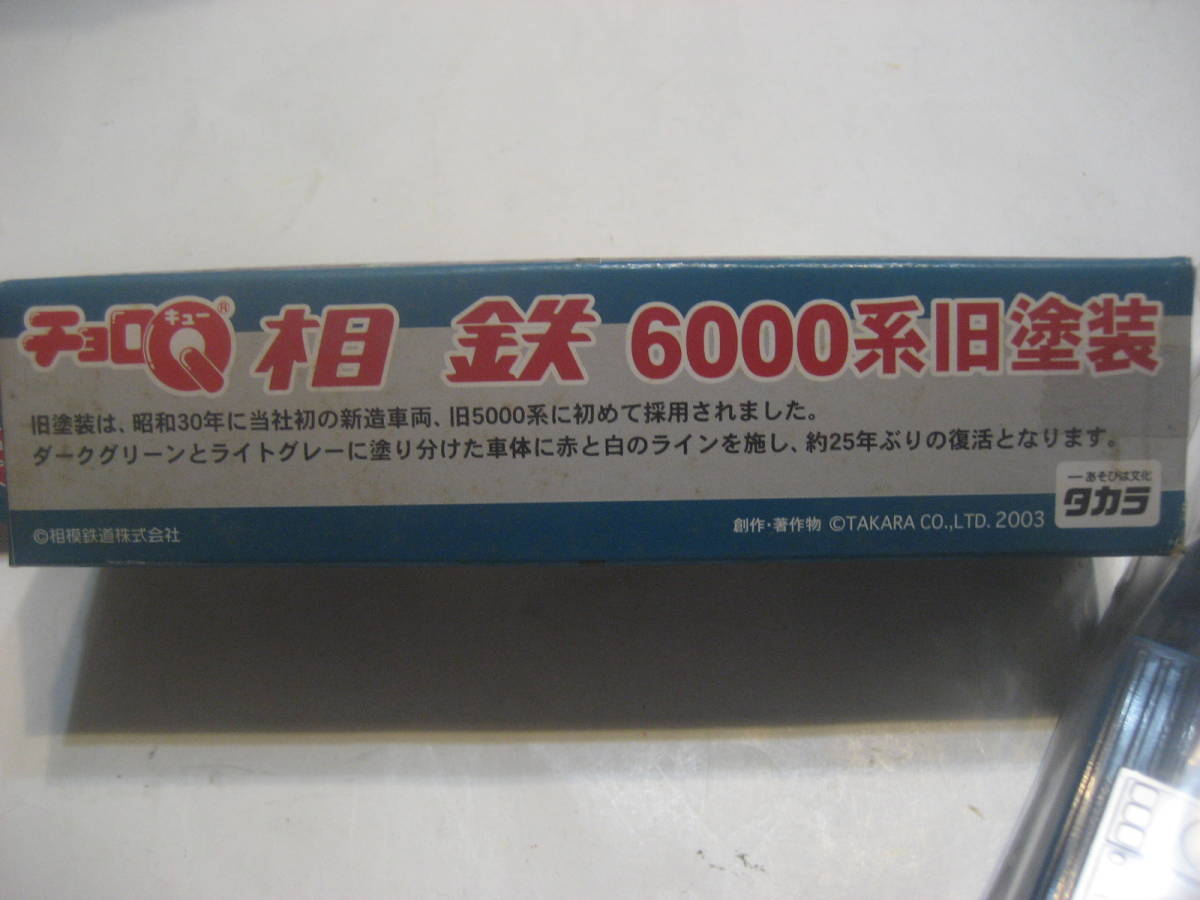 チョロQ キュー ® 相鉄 6000系旧塗装
旧塗装は、昭和30年に当社初の新造車両、旧5000系に初めて採用されました。
ダークグリーンとライトグレーに塗り分けた車体に赤と白のラインを施し、約25年ぶりの復活となります。
ーあそびは文化
タカラ
©相模鉄道株式会社
創作・著作物 ©TAKARA CO.,LTD. 2003